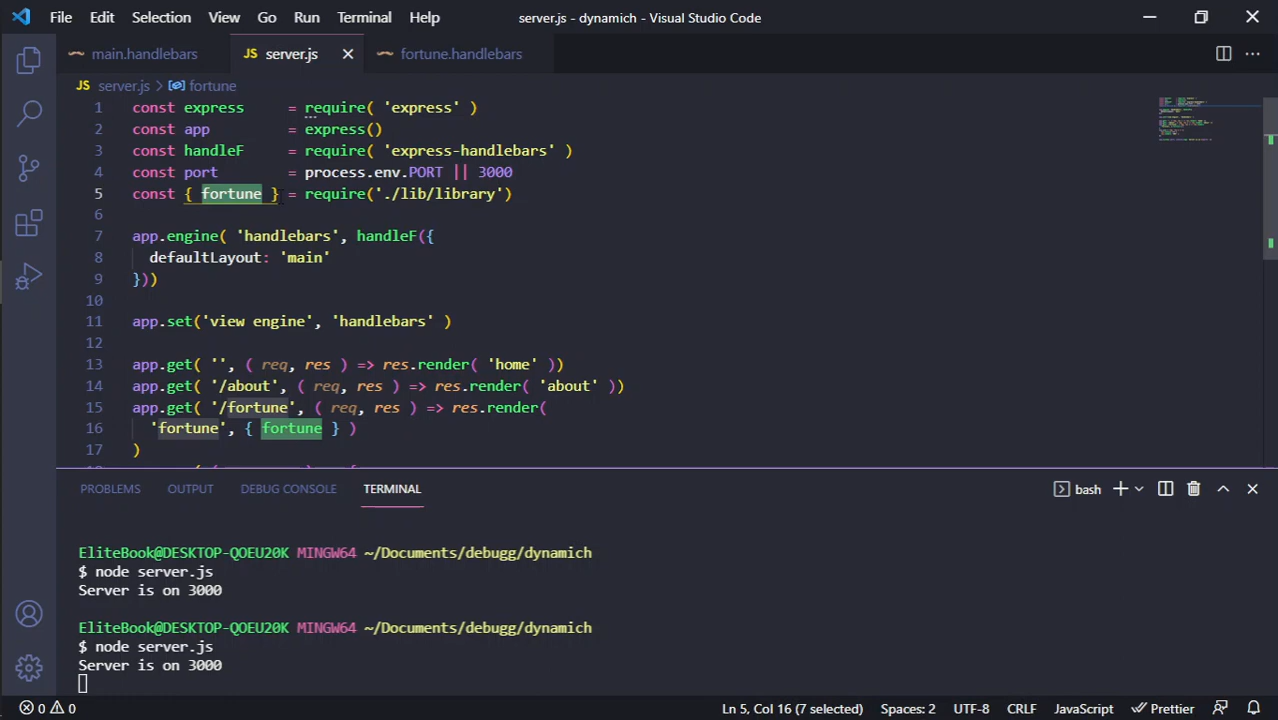 File Edit Selection View Go Run Terminal Help server.js - dynamich - Visual Studio Code
main.handlebars JS server.js fortune.handlebars
JS server.js > fortune
1 const express = require( 'express' )
2 const app = express()
3 const handleF = require( 'express-handlebars' )
4 const port = process.env.PORT || 3000
5 const { fortune } = require('./lib/library')
6
7 app.engine( 'handlebars', handleF({
8 defaultLayout: 'main'
9 }))
10
11 app.set('view engine', 'handlebars' )
12
13 app.get( '', ( req, res ) => res.render( 'home' ))
14 app.get( '/about', ( req, res ) => res.render( 'about' ))
15 app.get( '/fortune', ( req, res ) => res.render(
16 'fortune', { fortune } )
17 )
PROBLEMS OUTPUT DEBUG CONSOLE TERMINAL bash
EliteBook@DESKTOP-QOEU20K MINGW64 ~/Documents/debugg/dynamich
$ node server.js
Server is on 3000
EliteBook@DESKTOP-QOEU20K MINGW64 ~/Documents/debugg/dynamich
$ node server.js
Server is on 3000
0 0 Ln 5, Col 16 (7 selected) Spaces: 2 UTF-8 CRLF JavaScript Prettier